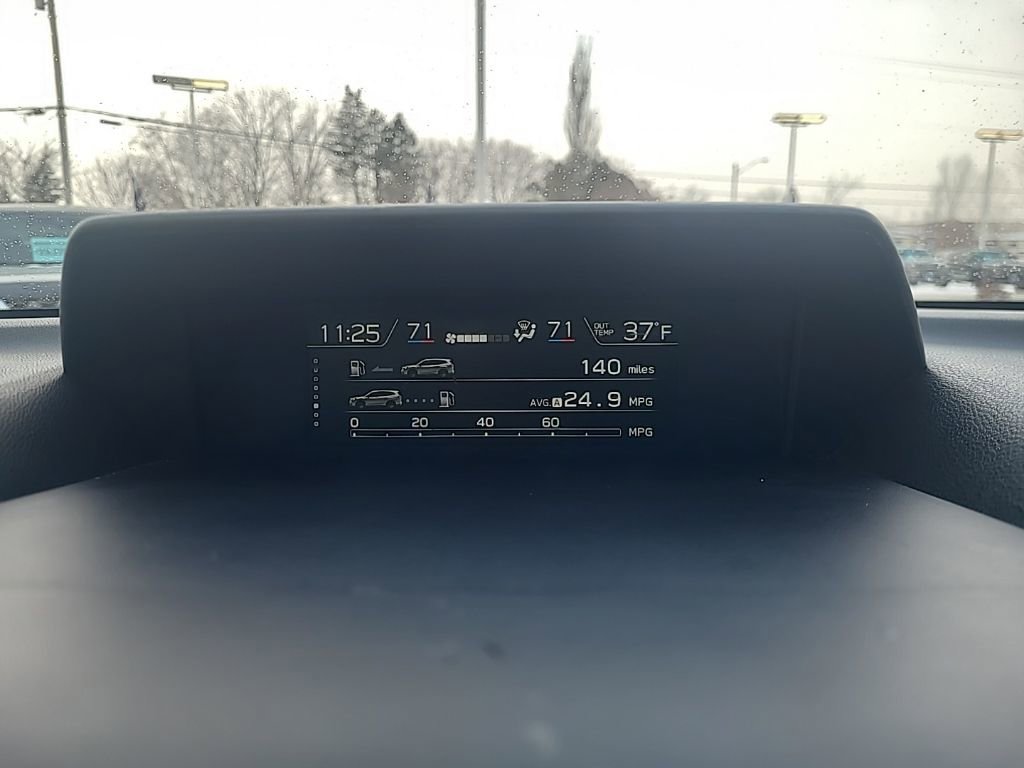 11:25 71 71 OUT TEMP 37°F
140 miles
AVG. A 24.9 MPG
0 20 40 60
MPG